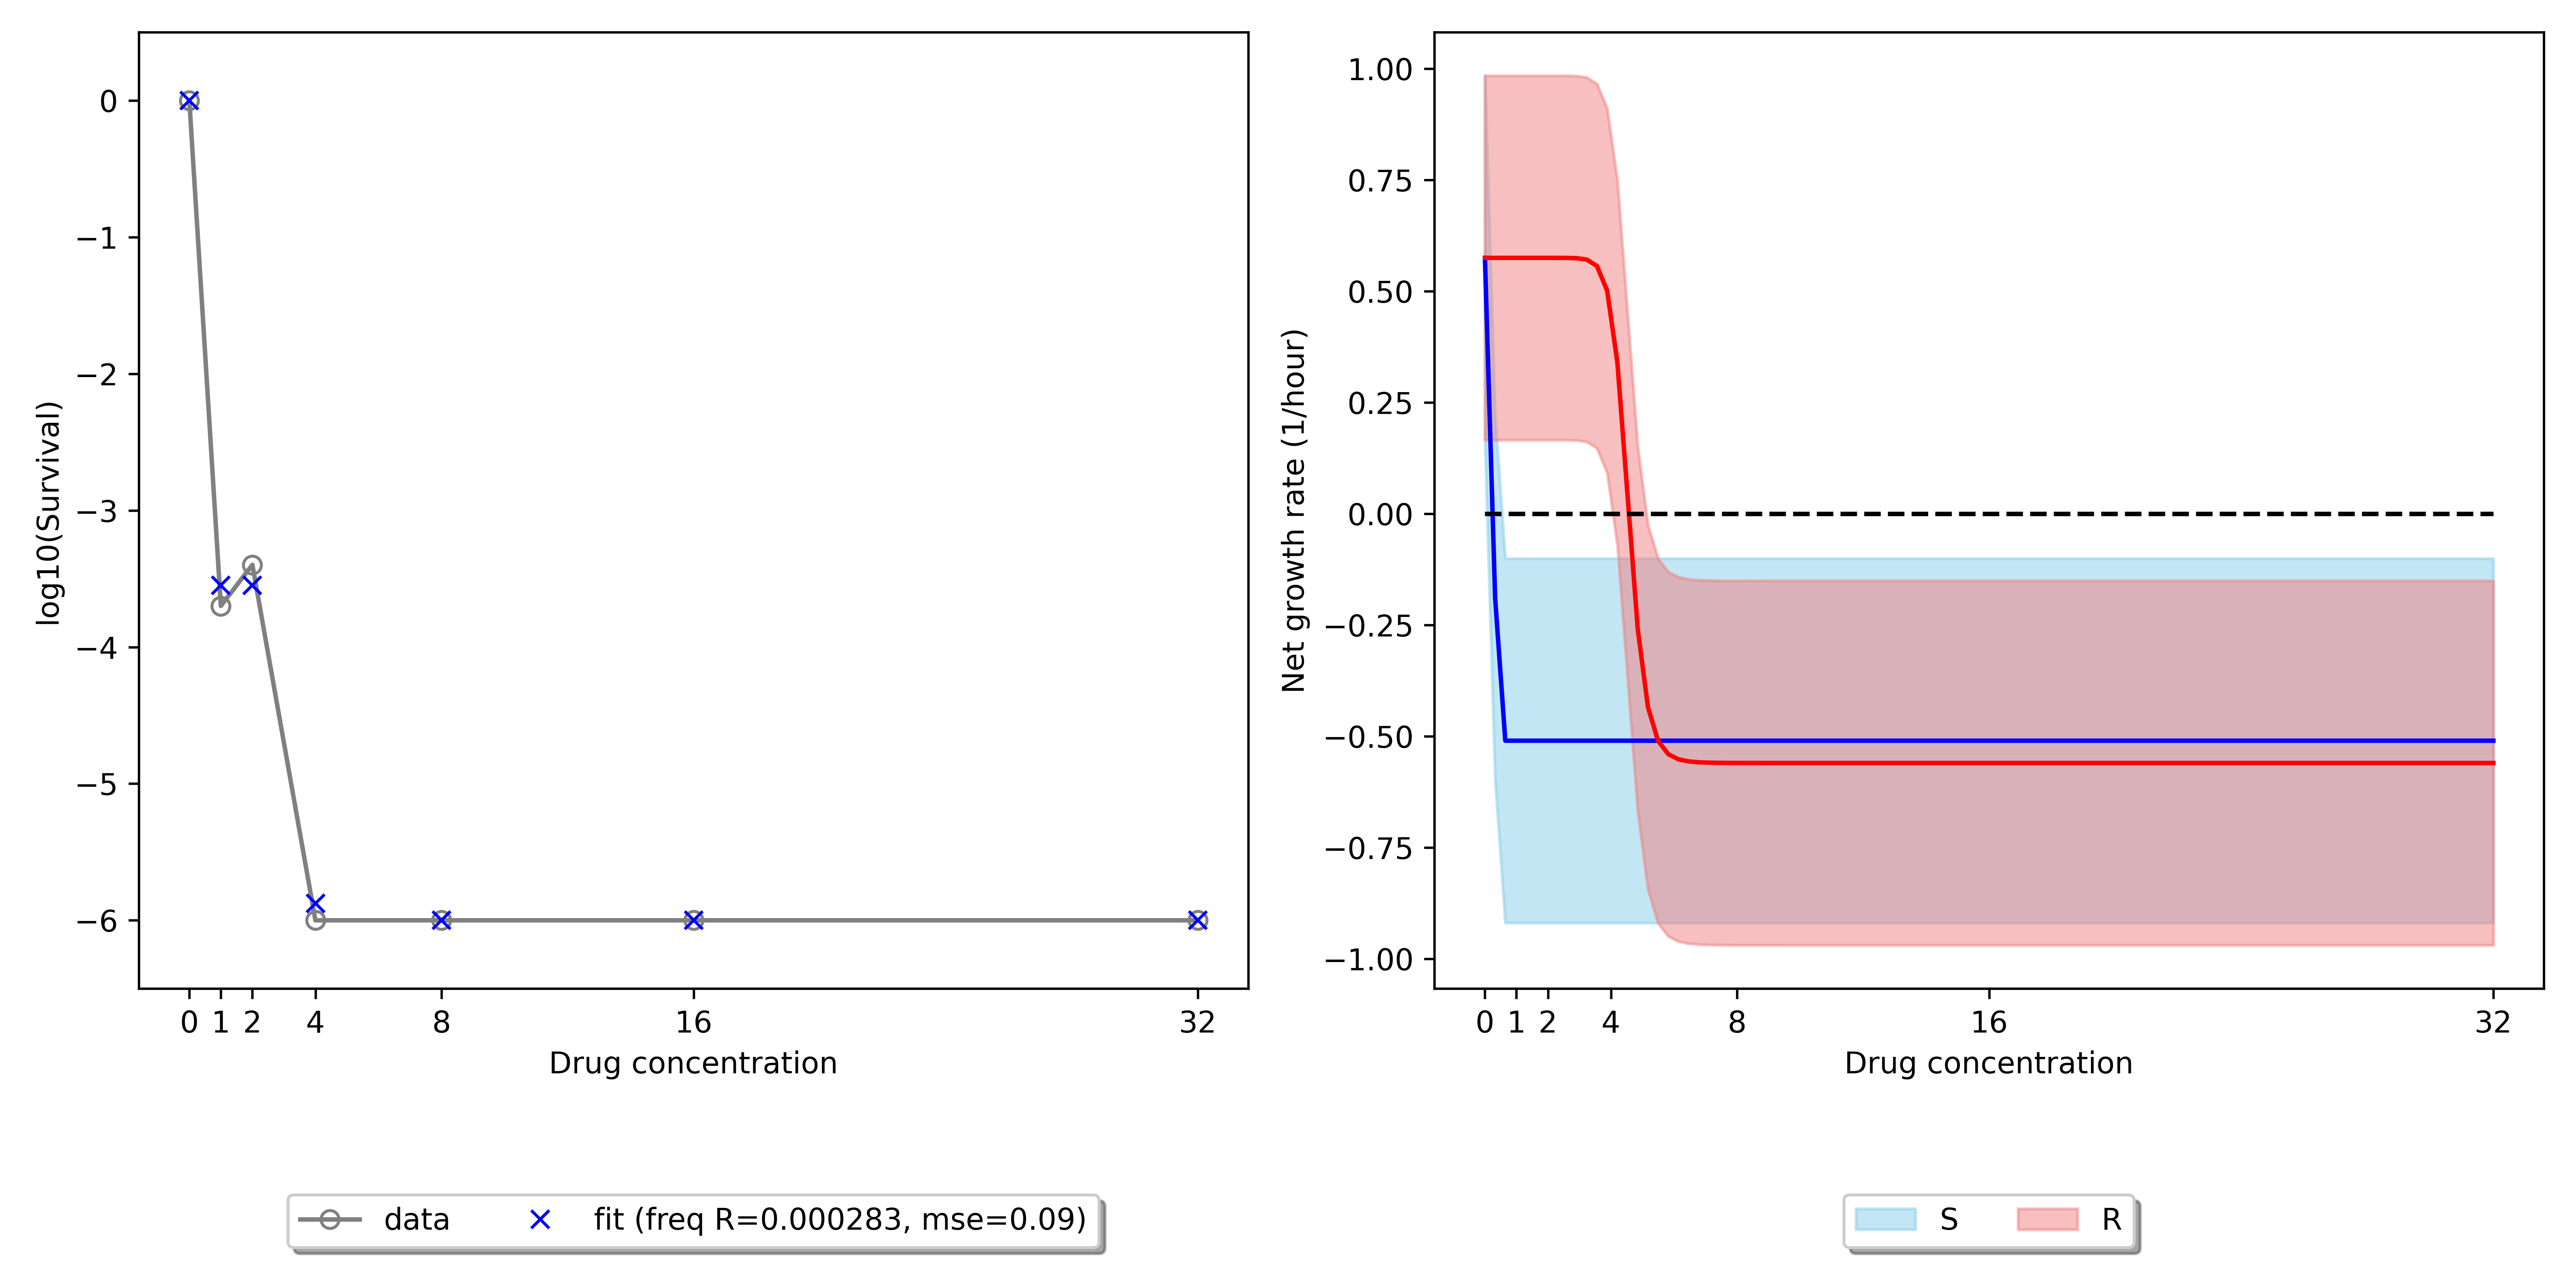 0
−1
−2
−3
−4
−5
−6
log10(Survival)
0 1 2 4 8 16 32
Drug concentration
data fit (freq R=0.000283, mse=0.09)
1.00
0.75
0.50
0.25
0.00
−0.25
−0.50
−0.75
−1.00
Net growth rate (1/hour)
0 1 2 4 8 16 32
Drug concentration
S R